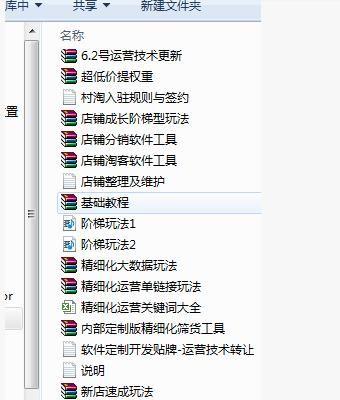 库中
共享
新建文件夹
名称
6.2号运营技术更新
超低价提权重
村淘入驻规则与签约
置
店铺成长阶梯型玩法
店铺分销软件工具
店铺淘客软件工具
店铺整理及维护
基础教程
阶梯玩法1
阶梯玩法2
精细化大数据玩法
精细化运营单链接玩法
or
精细化运营关键词大全
内部定制版精细化筛货工具
软件定制开发贴牌-运营技术转让
说明
新店速成玩法